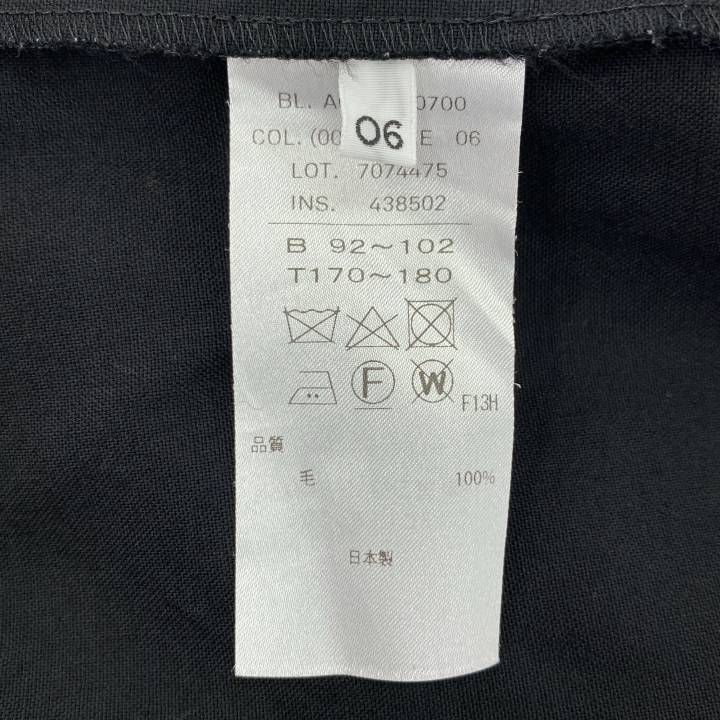 BL. A 0700
06
COL. (00 E 06
LOT. 7074475
INS. 438502
B 92～102
T170～180
F W F13H
品質
毛 100%
日本製